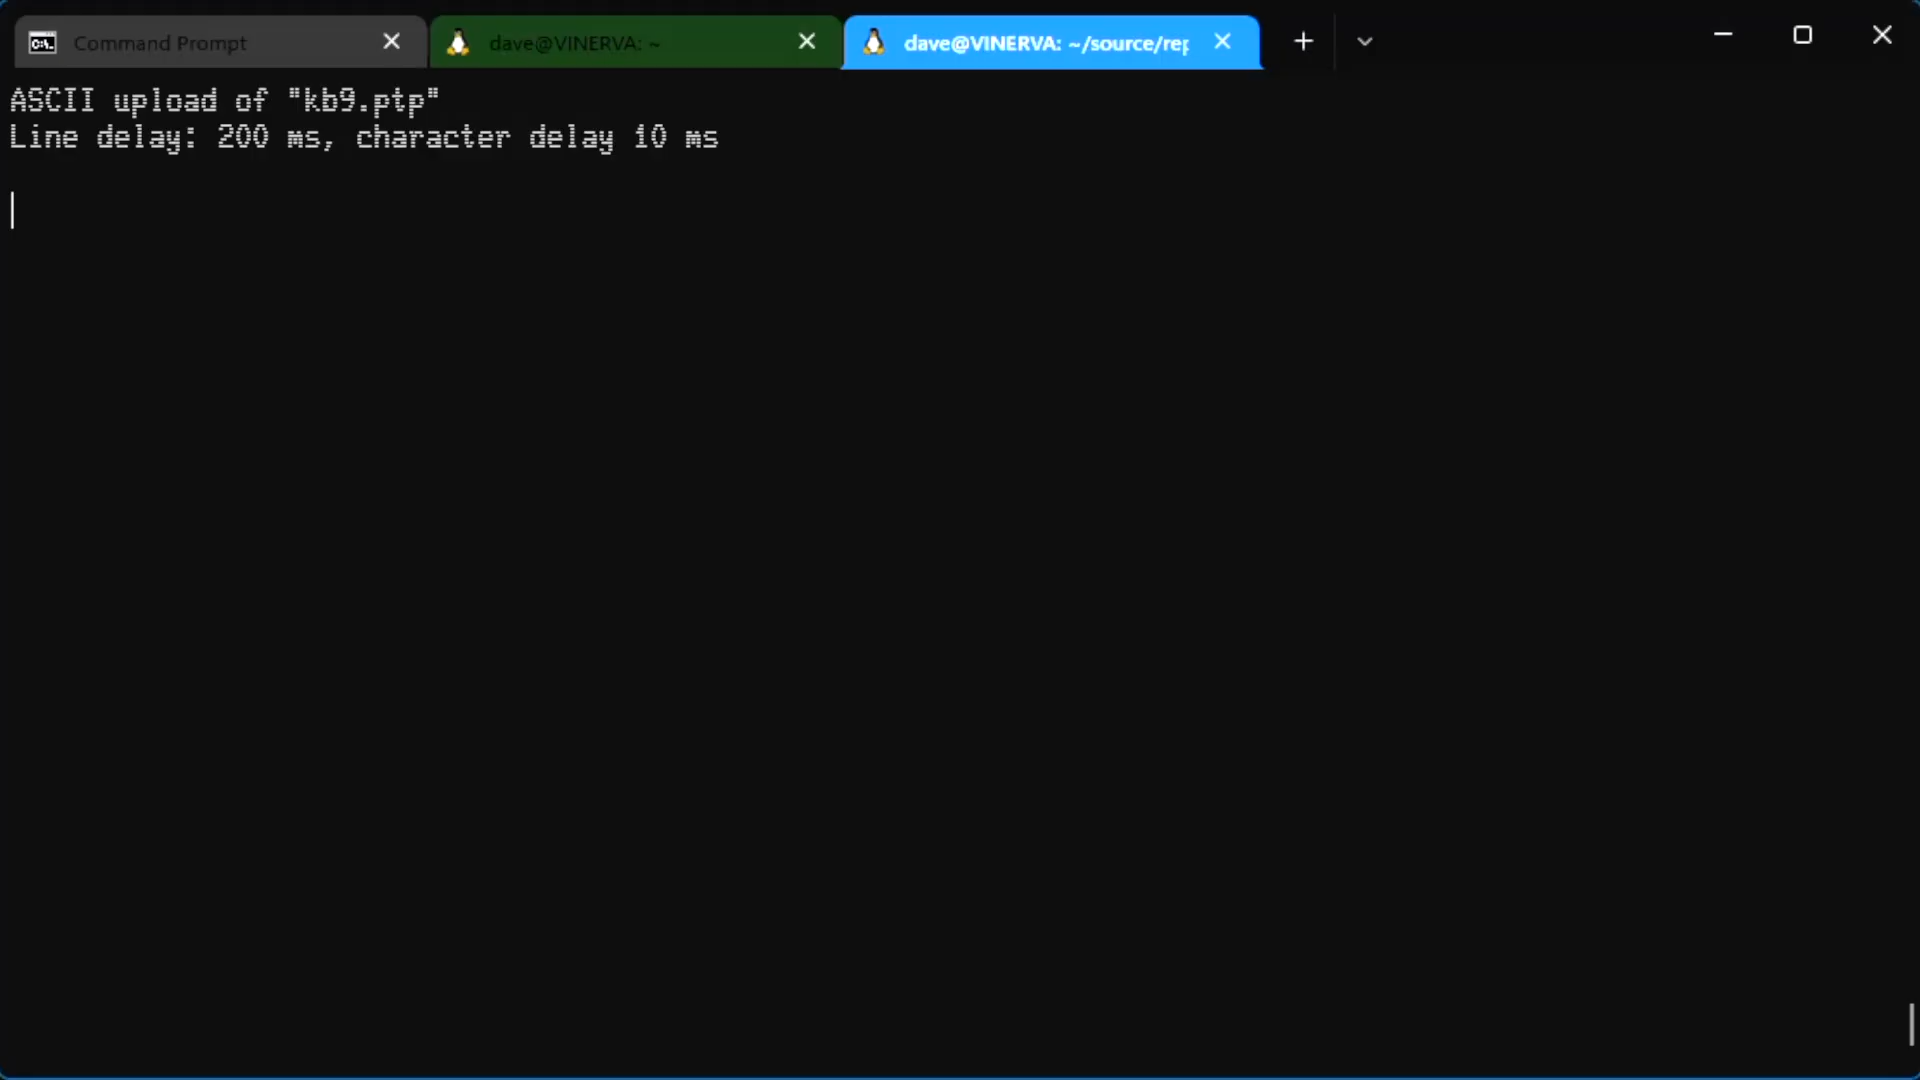 Command Prompt
dave@VINERVA: ~
dave@VINERVA: ~/source/rep
ASCII upload of "kb9.ptp"
Line delay: 200 ms, character delay 10 ms